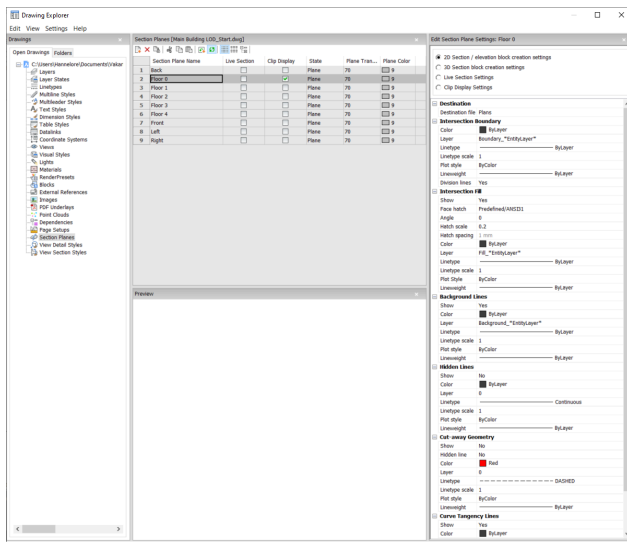 Drawing Explorer
Edit View Settings Help
Drawings
Open Drawings Folders
C:\Users\Hannelore\Documents\Vakar
Layers
Layer States
Linetypes
Multiline Styles
Multileader Styles
Text Styles
Dimension Styles
Table Styles
Datalinks
Coordinate Systems
Views
Visual Styles
Lights
Materials
RenderPresets
Blocks
External References
Images
PDF Underlays
Point Clouds
Dependencies
Page Setups
Section Planes
View Detail Styles
View Section Styles
Section Planes [Main Building LOD_Start.dwg]
Section Plane Name Live Section Clip Display State Plane Tran... Plane Color
1 Back Plane 70 9
2 Floor 0 Plane 70 9
3 Floor 1 Plane 70 9
4 Floor 2 Plane 70 9
5 Floor 3 Plane 70 9
6 Floor 4 Plane 70 9
7 Front Plane 70 9
8 Left Plane 70 9
9 Right Plane 70 9
Preview
Edit Section Plane Settings: Floor 0
2D Section / elevation block creation settings
3D Section block creation settings
Live Section Settings
Clip Display Settings
Destination
Destination file Plane
Intersection Boundary
Color ByLayer
Layer Boundary_*EntityLayer*
Linetype ByLayer
Linetype scale 1
Plot style ByColor
Lineweight ByLayer
Division lines Yes
Intersection Fill
Show Yes
Face hatch Predefined/ANSI31
Angle 0
Hatch scale 0.2
Hatch spacing 1 mm
Color ByLayer
Layer Fill_*EntityLayer*
Linetype ByLayer
Linetype scale 1
Plot Style ByColor
Lineweight ByLayer
Background Lines
Show Yes
Color ByLayer
Layer Background_*EntityLayer*
Linetype ByLayer
Linetype scale 1
Plot style ByColor
Lineweight ByLayer
Hidden Lines
Show No
Color ByLayer
Layer 0
Linetype Continuous
Linetype scale 1
Plot style ByColor
Lineweight ByLayer
Cut-away Geometry
Show No
Hidden line No
Color Red
Layer 0
Linetype DASHED
Linetype scale 1
Plot style ByColor
Lineweight ByLayer
Curve Tangency Lines
Show Yes
Color ByLayer